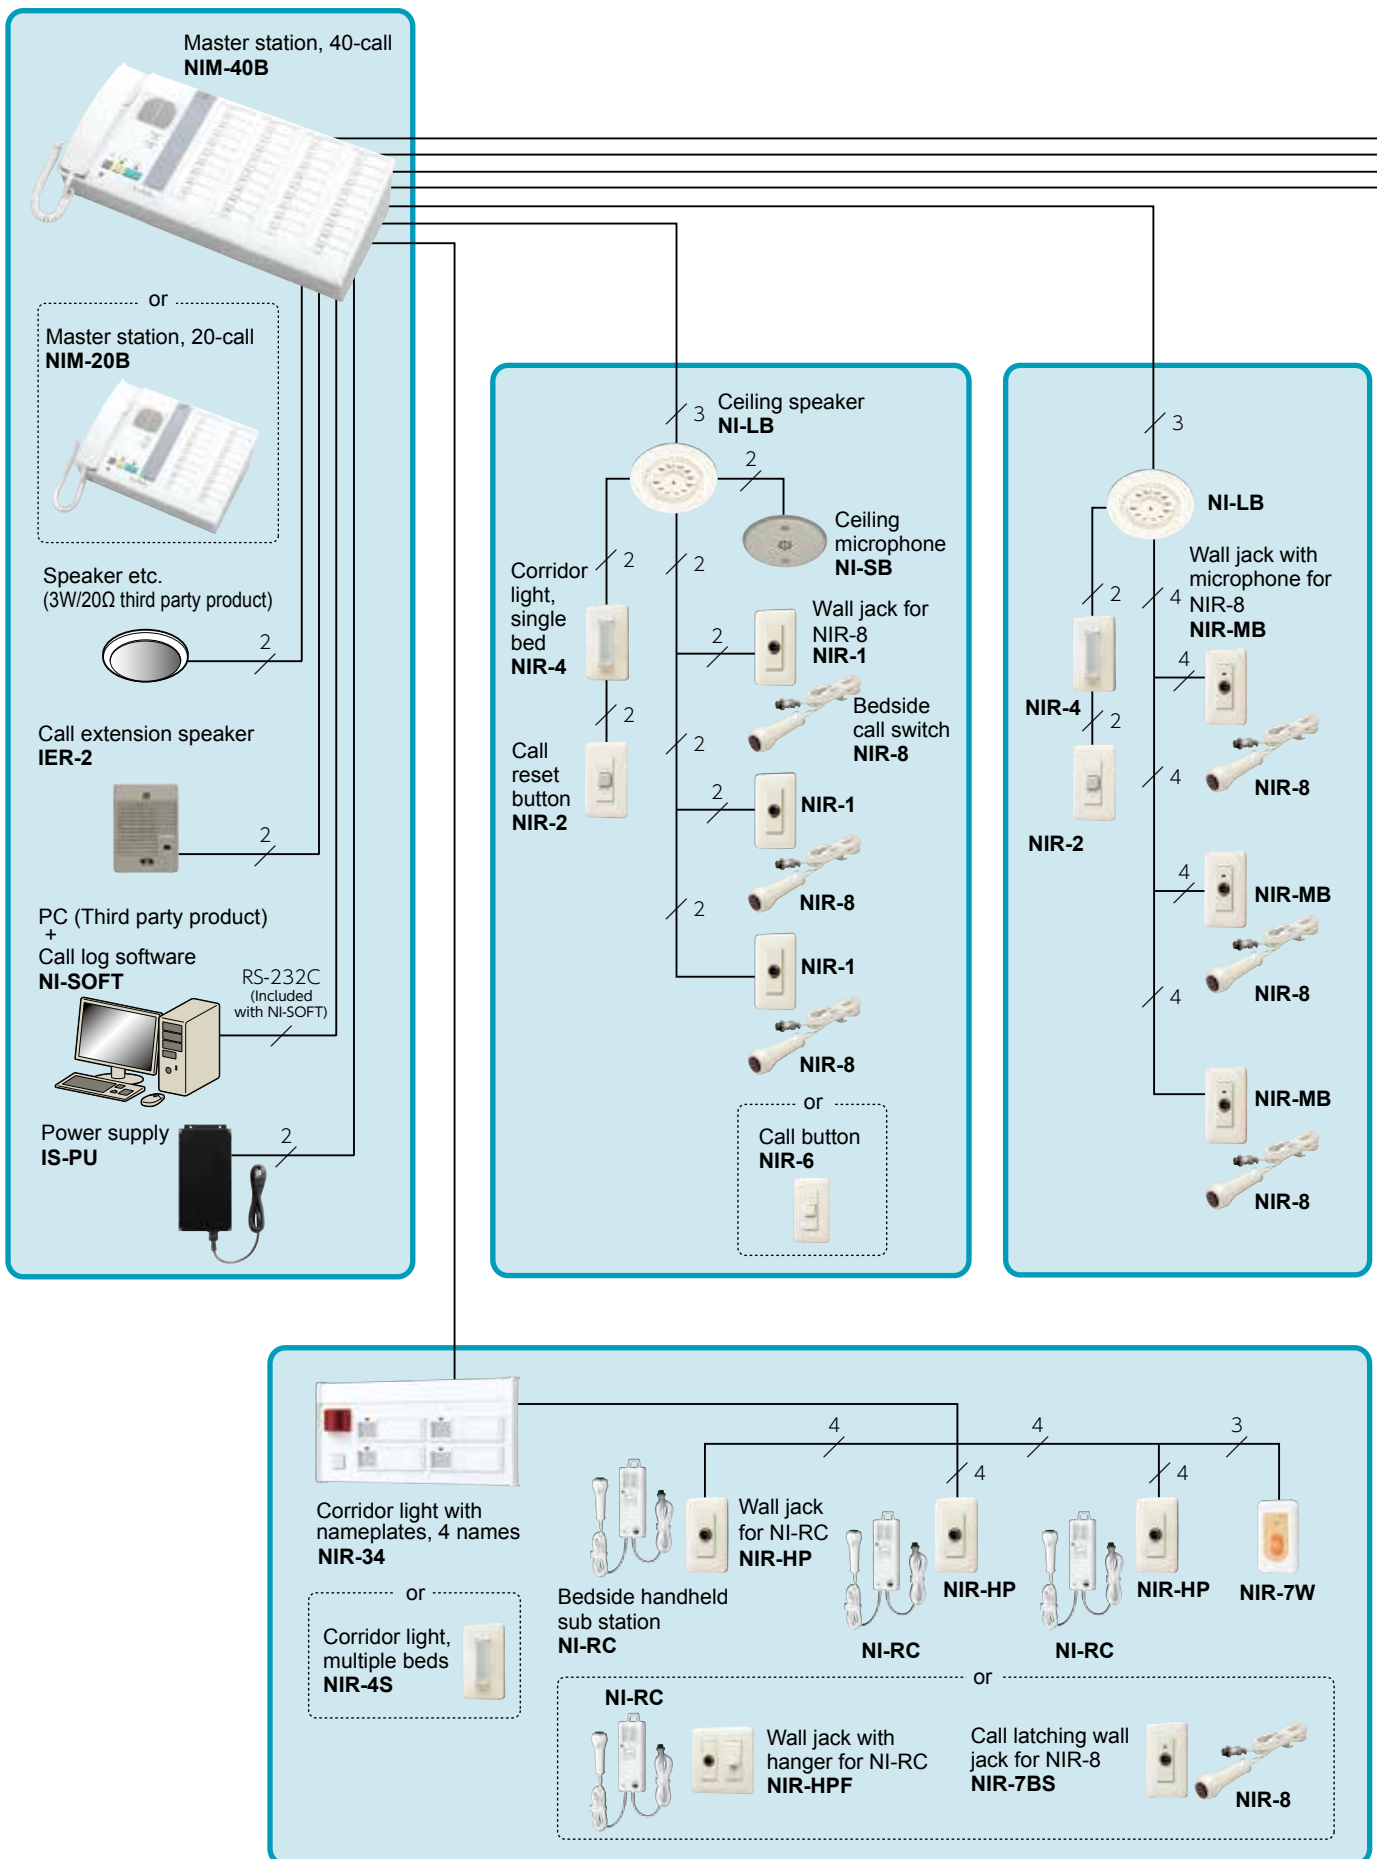 Master station, 40-call
NIM-40B
or
Master station, 20-call
NIM-20B
Speaker etc.
(3W/20Ω third party product)
2
Call extension speaker
IER-2
2
PC (Third party product)
+
Call log software
NI-SOFT
RS-232C
(Included
with NI-SOFT)
Power supply
IS-PU
2
3
Ceiling speaker
NI-LB
2
Ceiling
microphone
NI-SB
2
2
Corridor
light,
single
bed
NIR-4
Wall jack for
NIR-8
NIR-1
2
2
Bedside
call switch
NIR-8
Call
reset
button
NIR-2
2
2
NIR-1
NIR-8
2
NIR-1
NIR-8
or
Call button
NIR-6
3
NI-LB
2
4
Wall jack with
microphone for
NIR-8
NIR-MB
4
NIR-4
2
NIR-8
4
NIR-2
4
NIR-MB
NIR-8
4
NIR-MB
NIR-8
Corridor light with
nameplates, 4 names
NIR-34
or
Corridor light,
multiple beds
NIR-4S
4
4
3
4
4
Wall jack
for NI-RC
NIR-HP
Bedside handheld
sub station
NI-RC
NIR-HP
NI-RC
NIR-HP
NI-RC
NIR-7W
or
NI-RC
Wall jack with
hanger for NI-RC
NIR-HPF
Call latching wall
jack for NIR-8
NIR-7BS
NIR-8